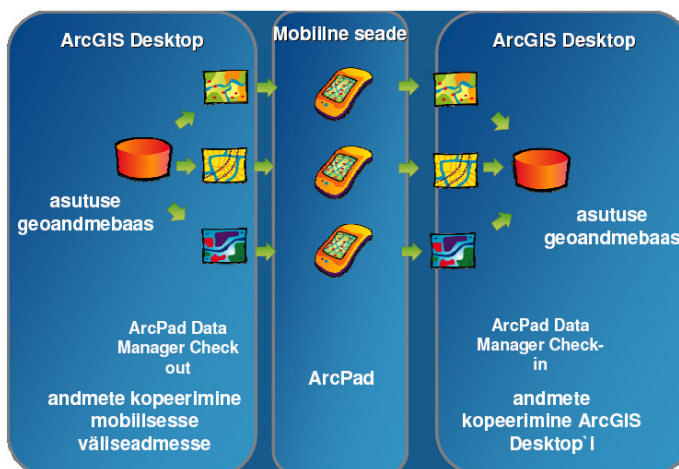 ArcGIS Desktop
asutuse
geoandmebaas
ArcPad Data
Manager Check
out
andmete kopeerimine
mobiilsesse
väliseadmesse
Mobiilne seade
ArcPad
ArcGIS Desktop
asutuse
geoandmebaas
ArcPad Data
Manager Check-
in
andmete
kopeerimine ArcGIS
Desktop`i